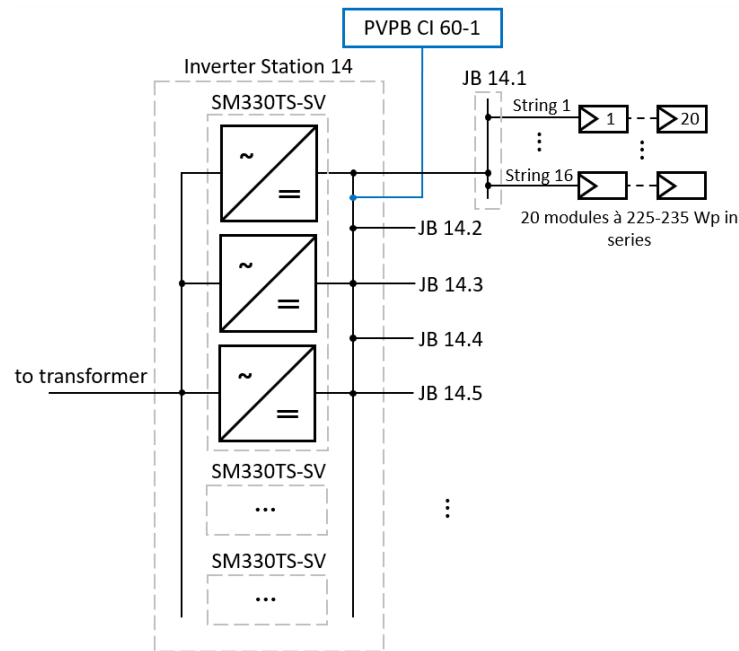 PVPB CI 60-1
Inverter Station 14
JB 14.1
SM330TS-SV
String 1
1
20
~
=
String 16
20 modules à 225-235 Wp in
series
JB 14.2
~
=
JB 14.3
JB 14.4
to transformer
~
=
JB 14.5
SM330TS-SV
...
SM330TS-SV
...